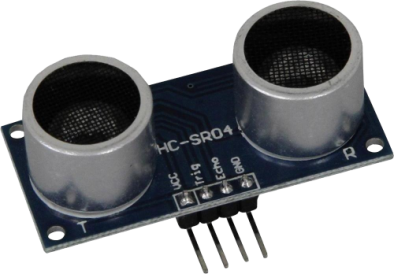 HC-SR04
Vcc
Trig
Echo
GND
T
R